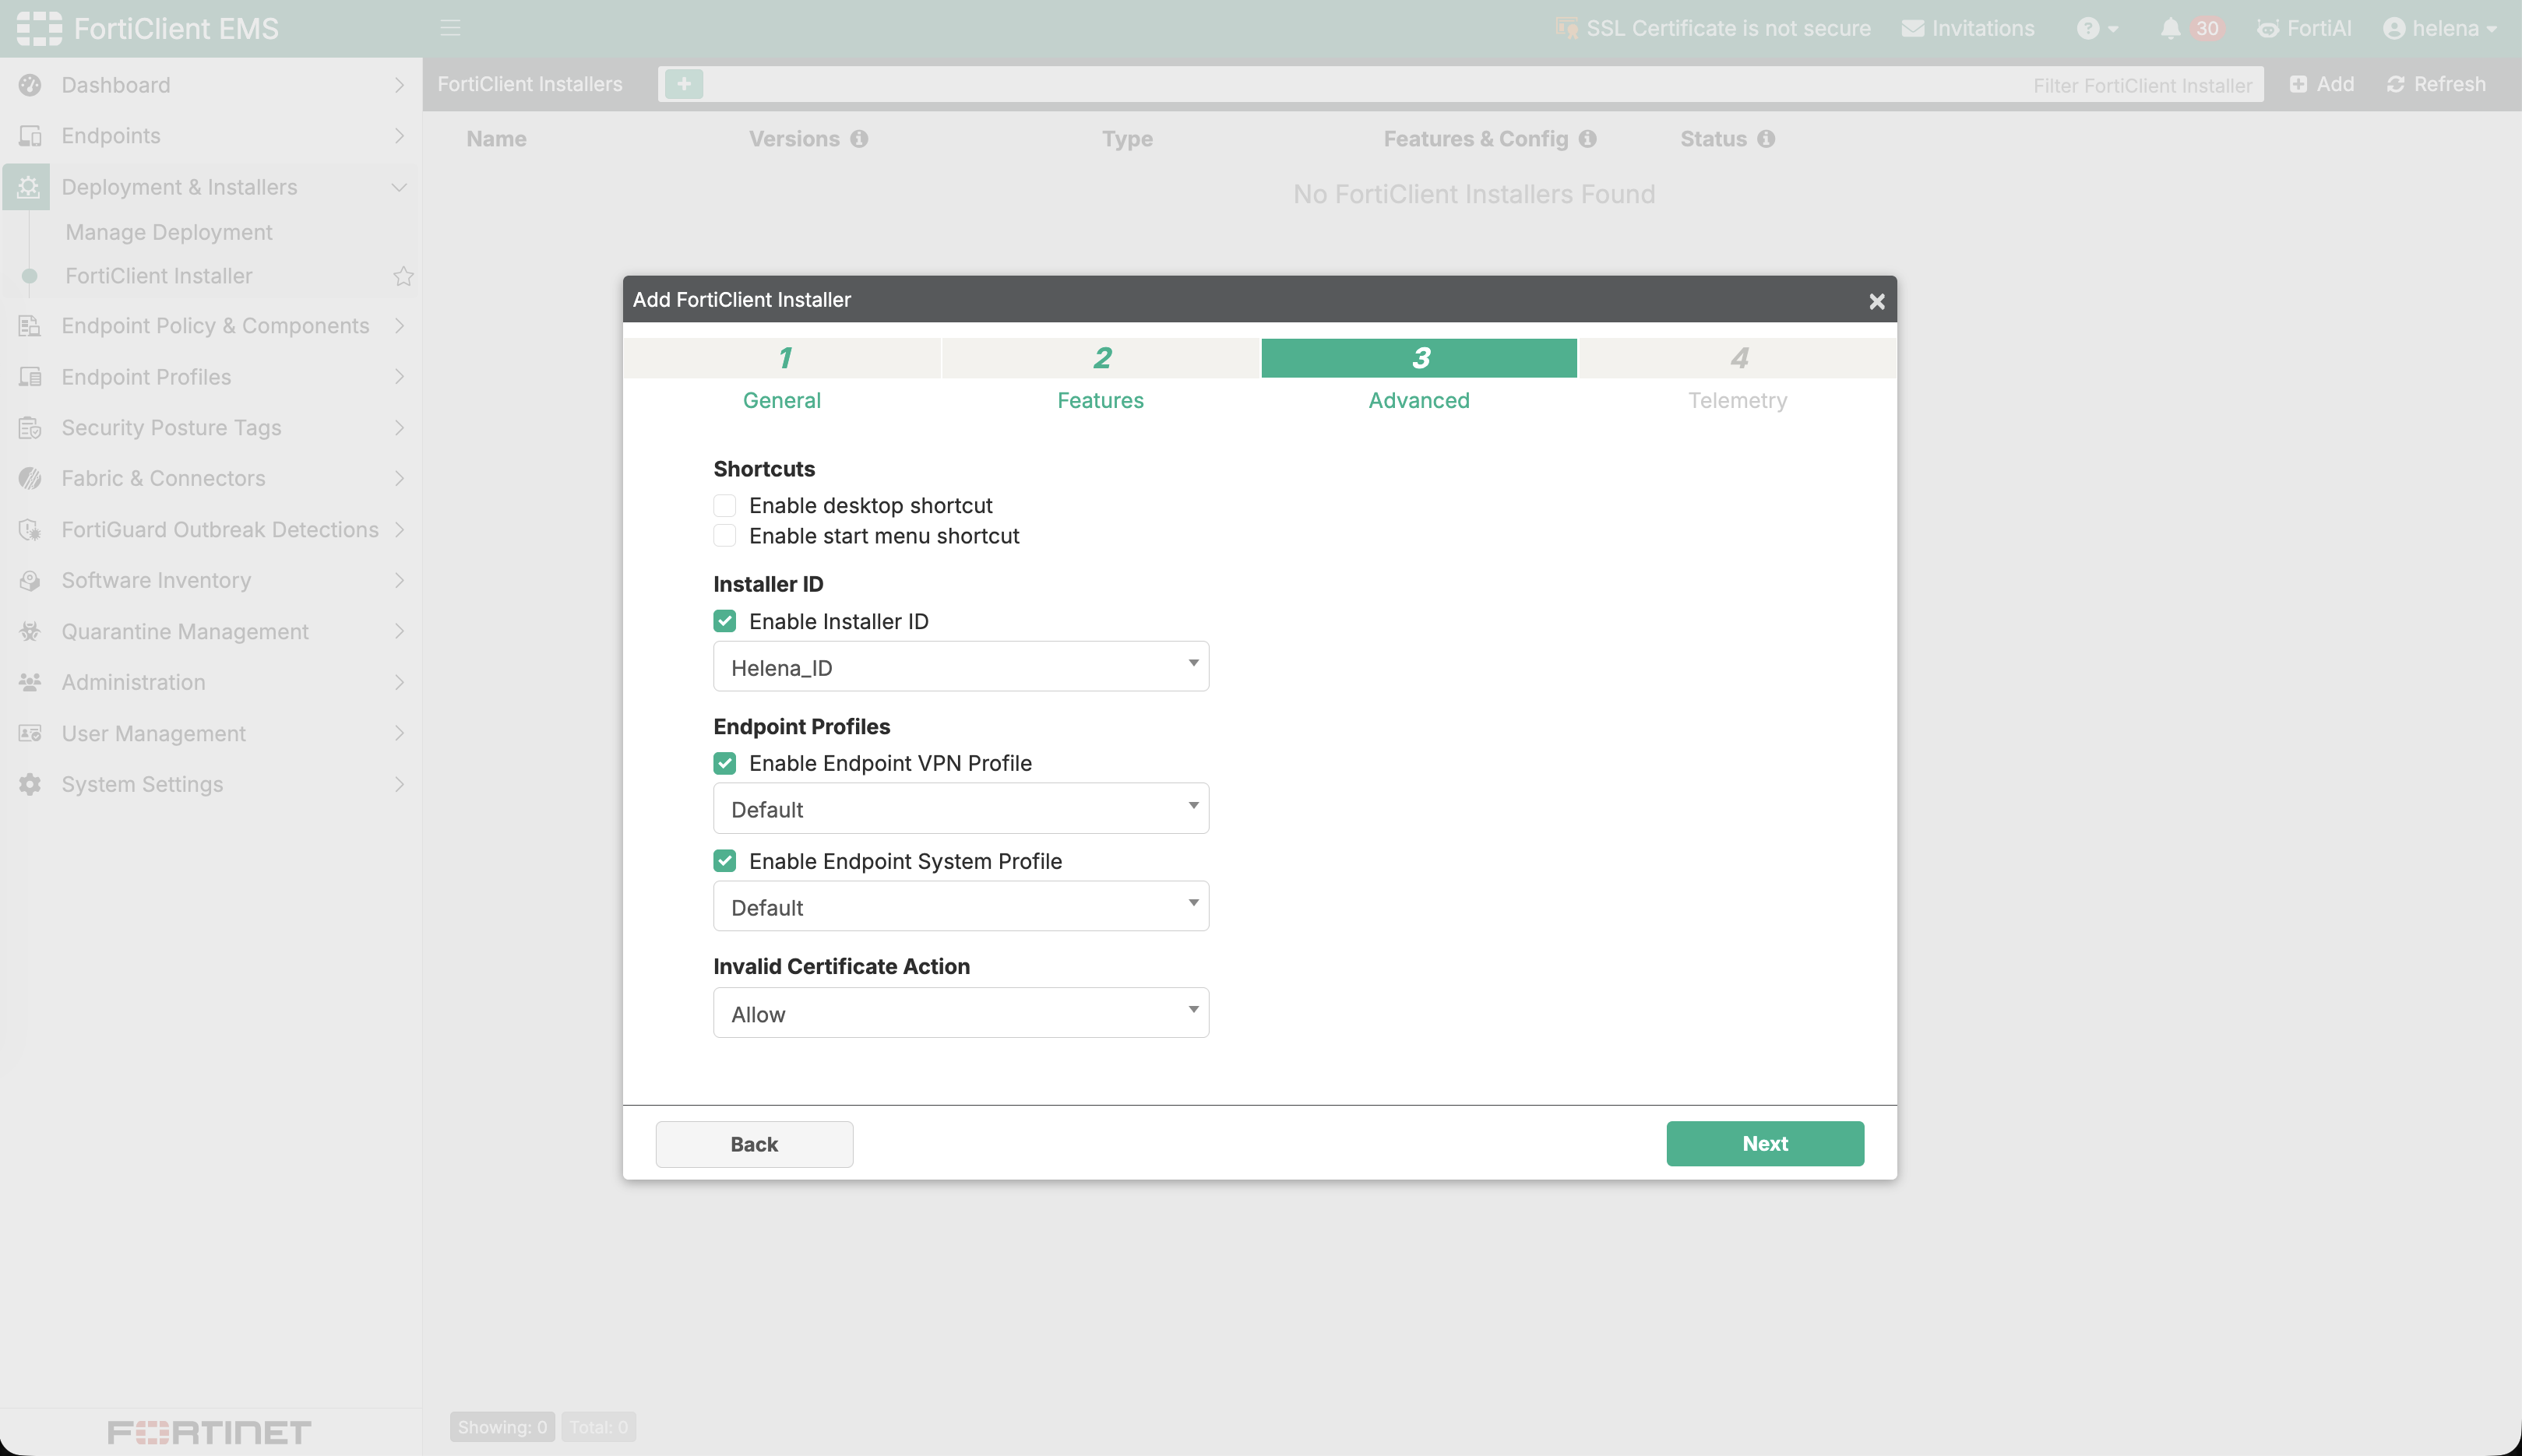 FortiClient EMS
SSL Certificate is not secure
Invitations
30
FortiAI
helena
Dashboard
Endpoints
Deployment & Installers
Manage Deployment
FortiClient Installer
Endpoint Policy & Components
Endpoint Profiles
Security Posture Tags
Fabric & Connectors
FortiGuard Outbreak Detections
Software Inventory
Quarantine Management
Administration
User Management
System Settings
FORTINET
FortiClient Installers
Filter FortiClient Installer
Add
Refresh
Name Versions Type Features & Config Status
No FortiClient Installers Found
Add FortiClient Installer
1 2 3 4
General Features Advanced Telemetry
Shortcuts
Enable desktop shortcut
Enable start menu shortcut
Installer ID
Enable Installer ID
Helena_ID
Endpoint Profiles
Enable Endpoint VPN Profile
Default
Enable Endpoint System Profile
Default
Invalid Certificate Action
Allow
Back Next
Showing: 0 Total: 0